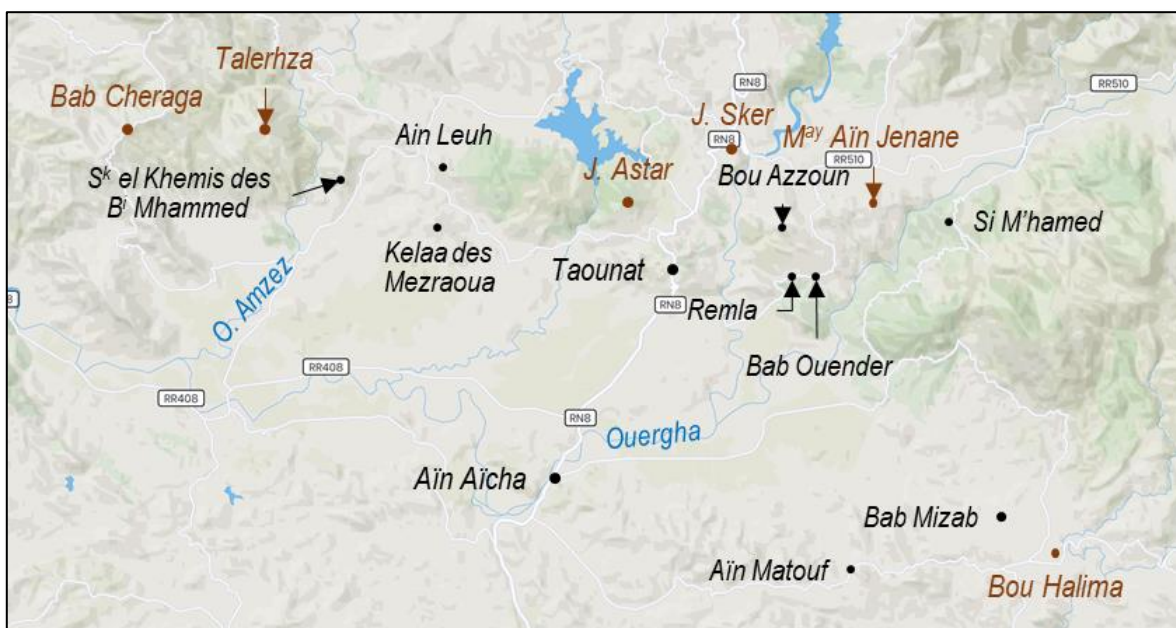 Talerhza
Bab Cheraga
RN8
RR510
J. Sker
RN8
Mᵃʸ Aïn Jenane
Ain Leuh
RR510
Sᵏ el Khemis des
Bⁱ Mhammed
J. Astar
Bou Azzoun
Si M'hamed
Kelaa des
Mezraoua
Taounat
O. Amzez
8
RN8
Remla
Bab Ouender
RR408
RR408
RN8
Ouergha
Aïn Aïcha
Bab Mizab
Aïn Matouf
Bou Halima